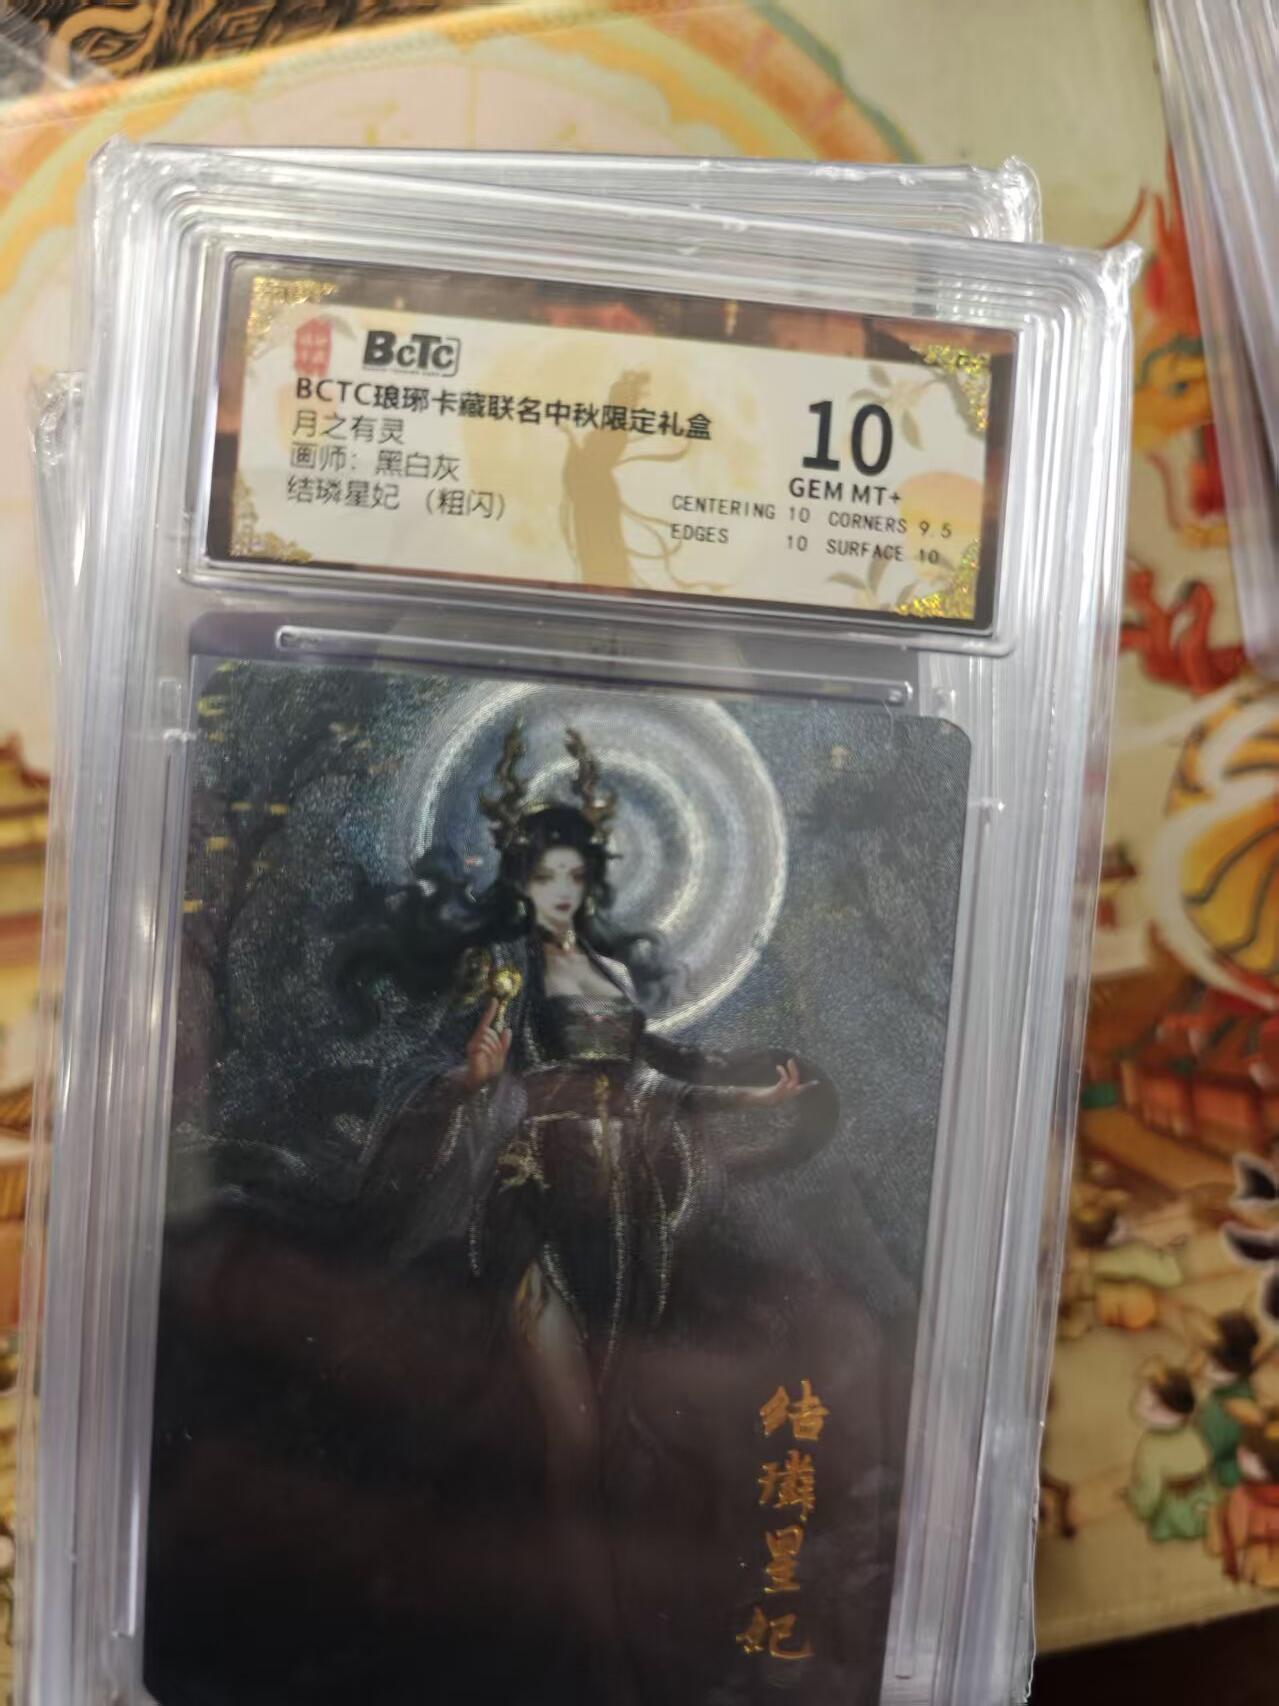 BCTC
BCTC琅琊卡藏联名中秋限定礼盒
月之有灵
画师：黑白灰
结璘星妃 （粗闪）
10
GEM MT+
CENTERING 10 CORNERS 9.5
EDGES 10 SURFACE 10
结璘星妃